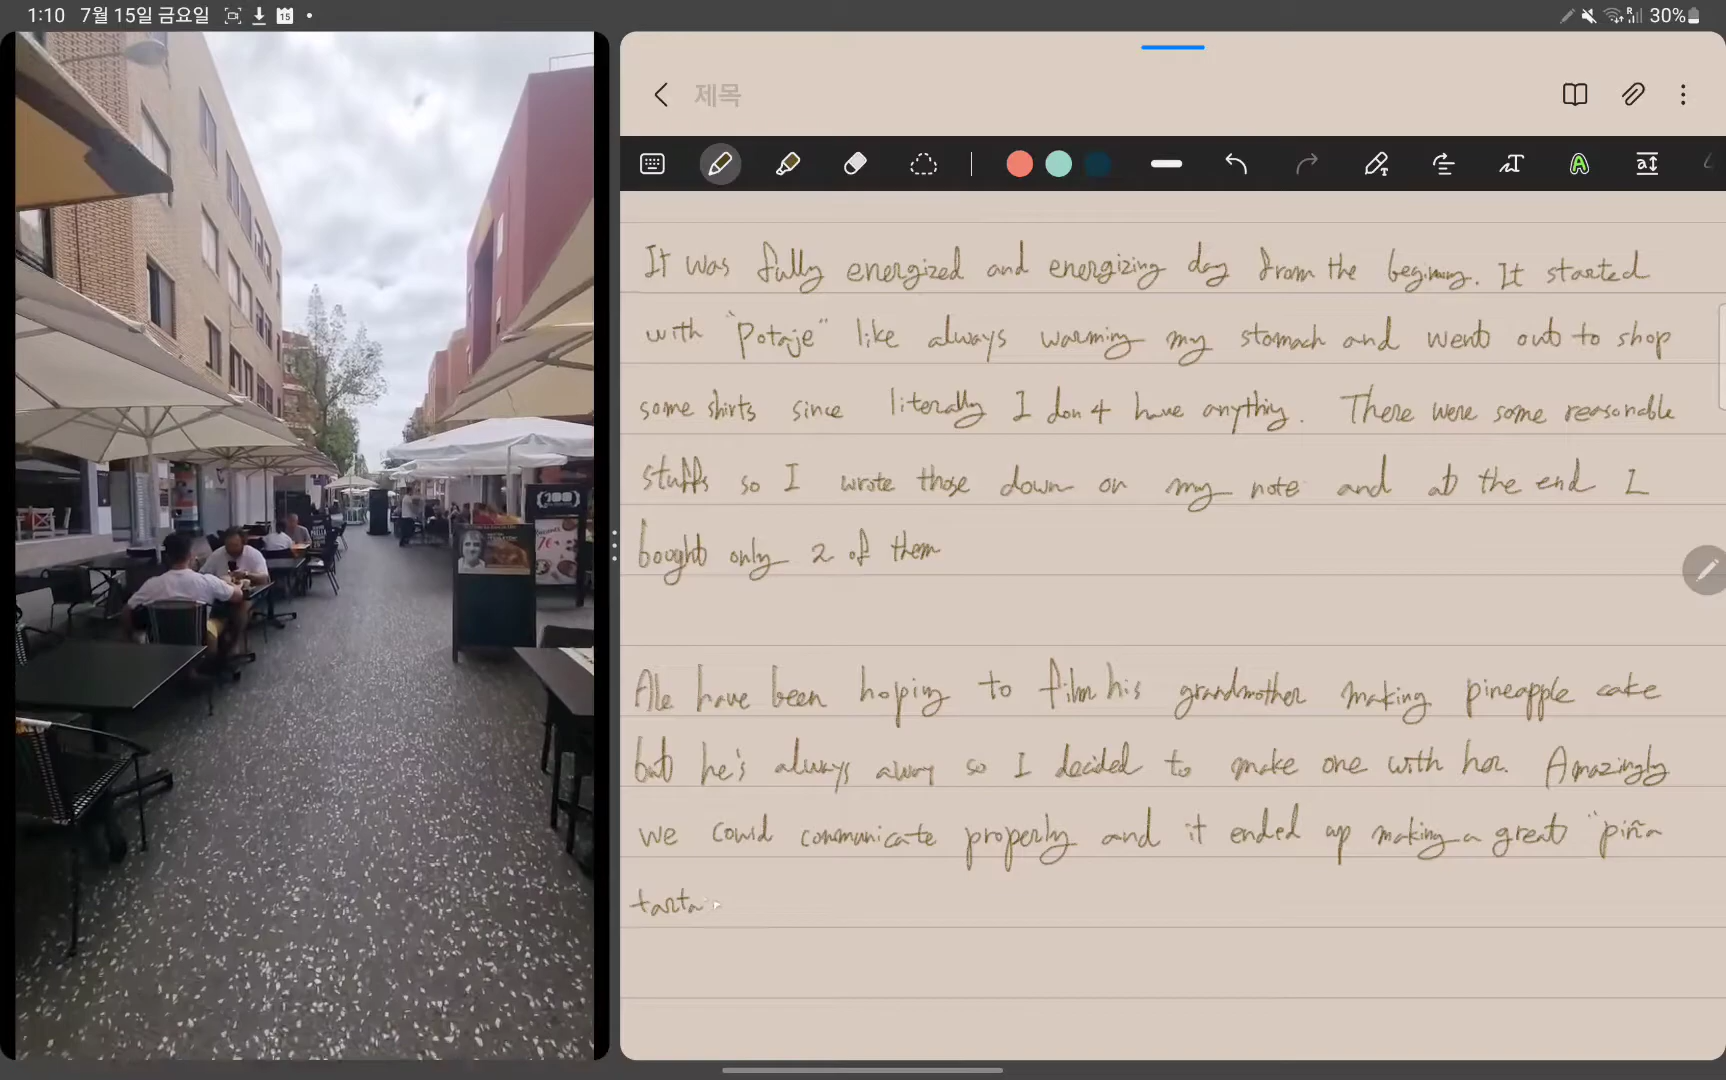 1:10 7월 15일 금요일 15
30%
제목
It was fully energized and energizing day from the begining. It started
with "Potaje" like always warming my stomach and went out to shop
some shirts since literally I don't have anything. There were some reasonable
stuffs so I wrote those down on my note and at the end I
bought only 2 of them
Ale have been hoping to film his grandmother making pineapple cake
but he's always away so I decided to make one with her. Amazingly
we could communicate properly and it ended up making a great "piña
tarta
(100)
7€